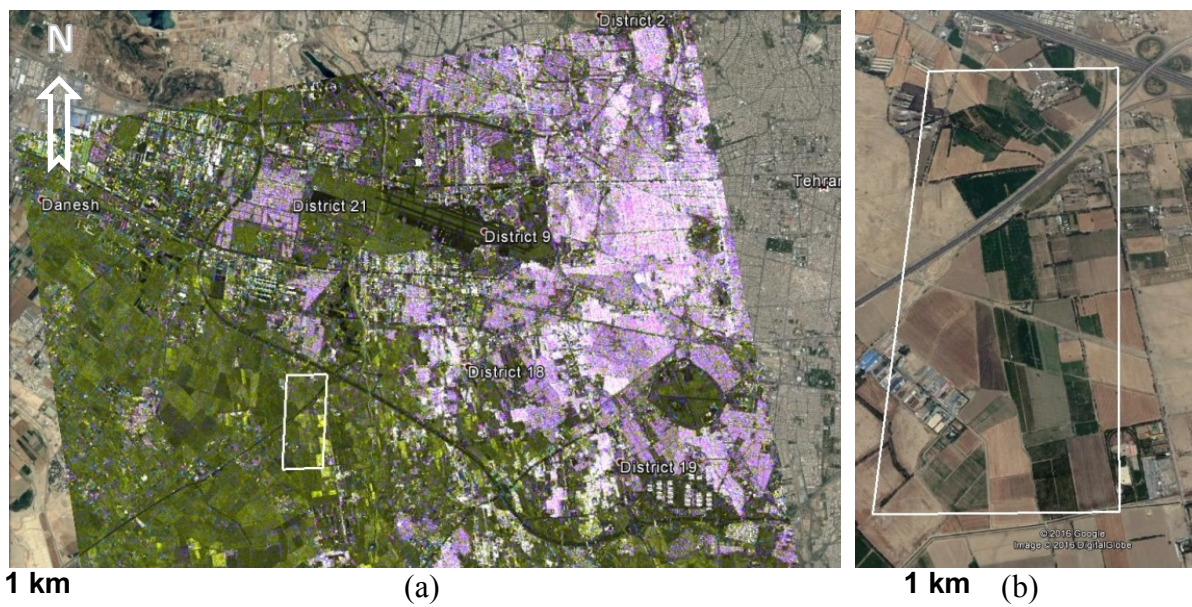 District 2
N
Tehran
Danesh
District 21
District 9
District 18
District 19
© 2016 Google
Image © 2016 DigitalGlobe
1 km
(a)
1 km
(b)